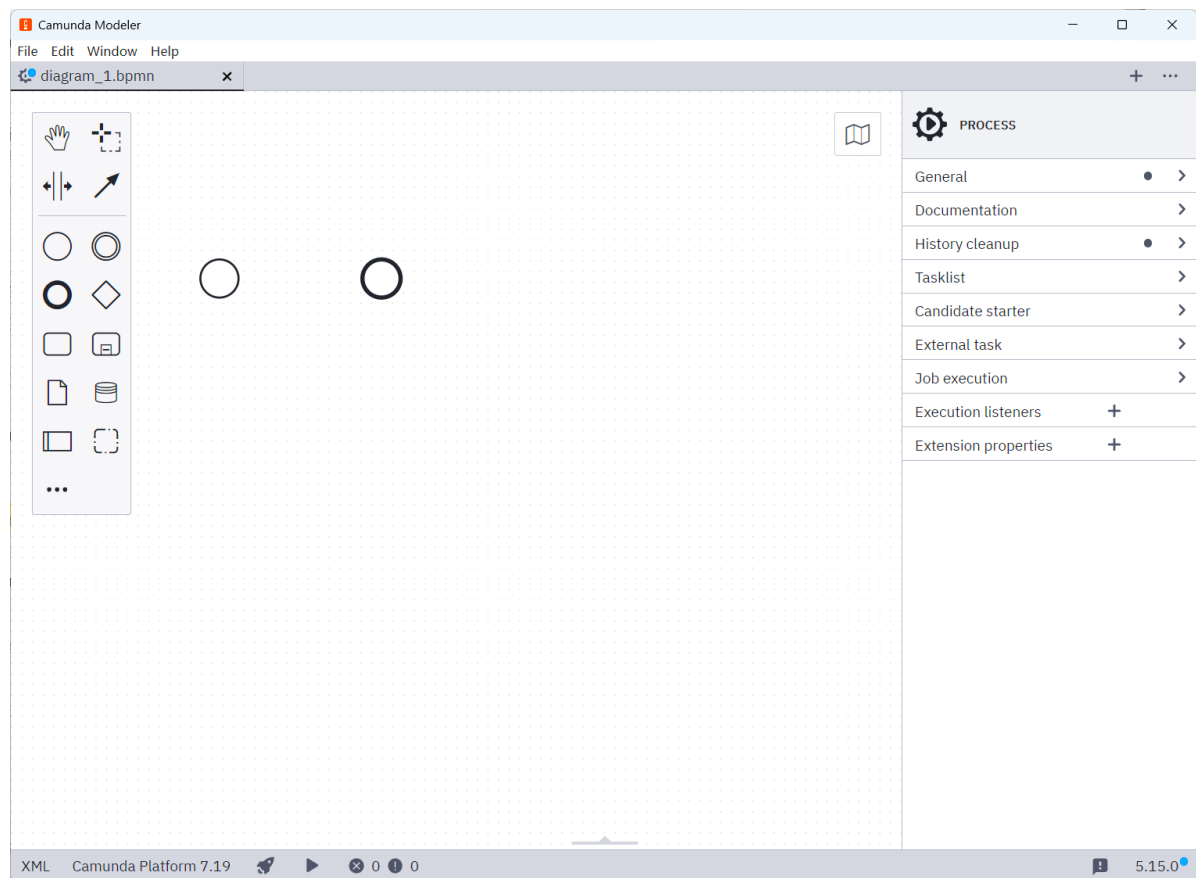 Camunda Modeler
File Edit Window Help
diagram_1.bpmn
PROCESS
General
Documentation
History cleanup
Tasklist
Candidate starter
External task
Job execution
Execution listeners
Extension properties
XML Camunda Platform 7.19 0 0 5.15.0